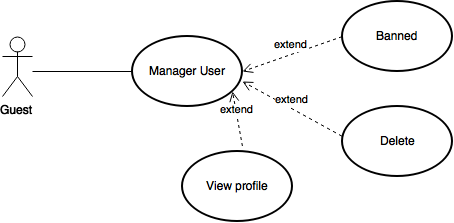 Banned
extend
Manager User
Guest
extend
extend
Delete
View profile